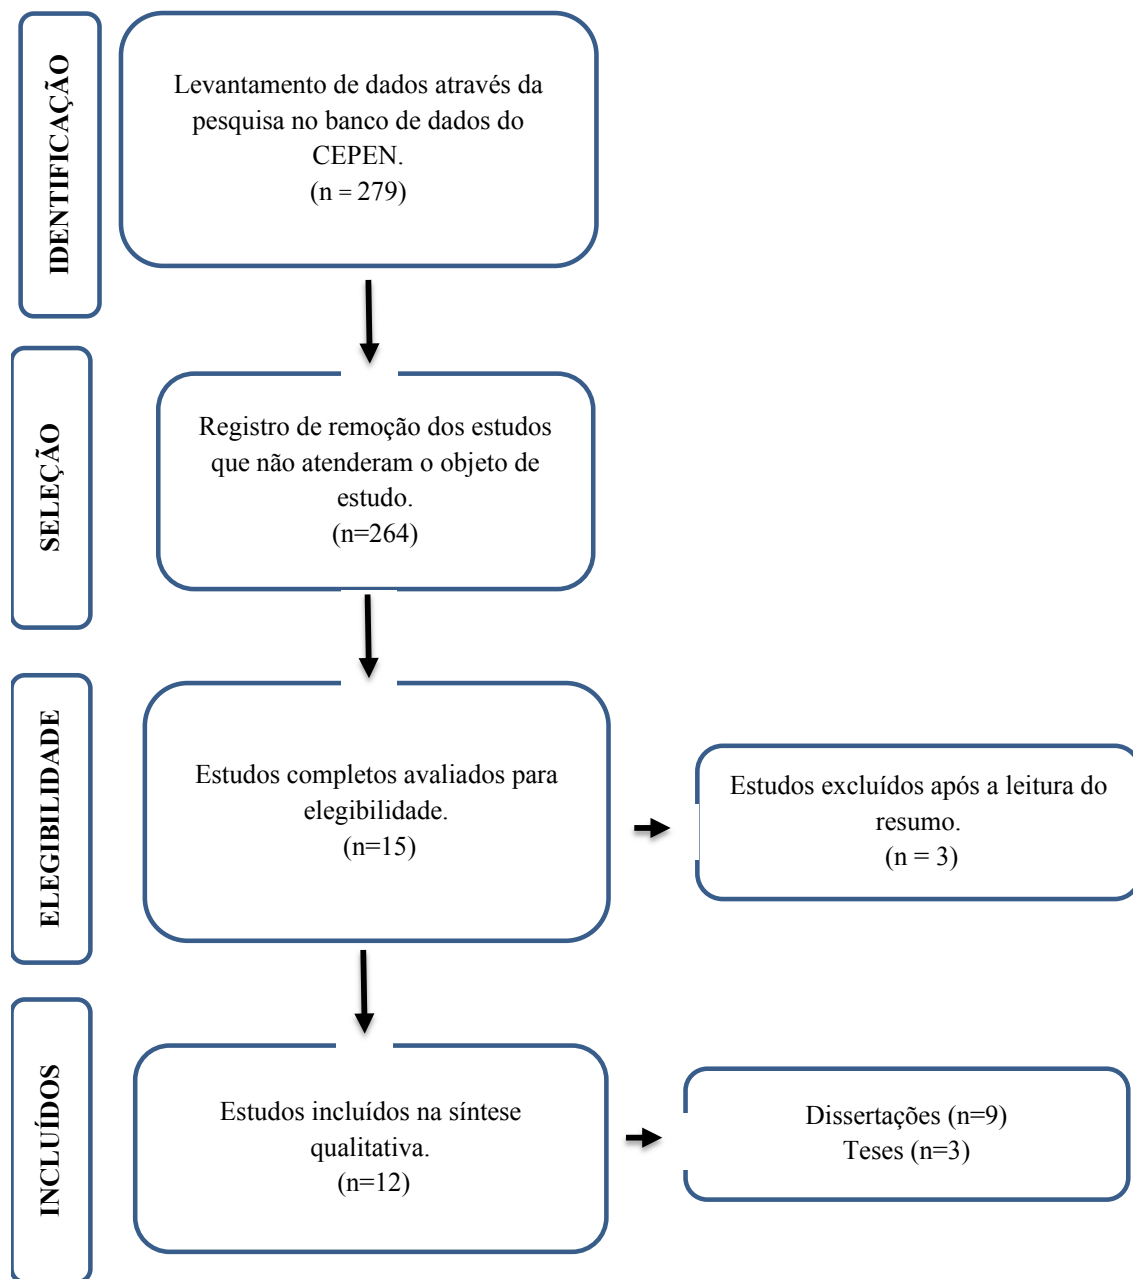 IDENTIFICAÇÃO
Levantamento de dados através da
pesquisa no banco de dados do
CEPEN.
(n = 279)
SELEÇÃO
Registro de remoção dos estudos
que não atenderam o objeto de
estudo.
(n=264)
ELEGIBILIDADE
Estudos completos avaliados para
elegibilidade.
(n=15)
Estudos excluídos após a leitura do
resumo.
(n = 3)
INCLUÍDOS
Estudos incluídos na síntese
qualitativa.
(n=12)
Dissertações (n=9)
Teses (n=3)